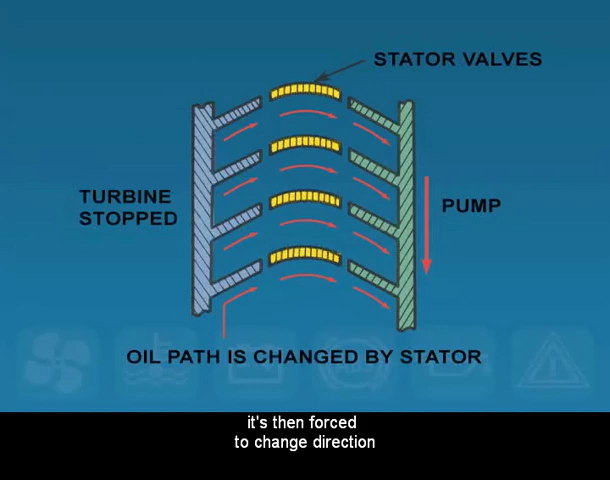 STATOR VALVES
TURBINE
STOPPED
PUMP
OIL PATH IS CHANGED BY STATOR
it's then forced
to change direction